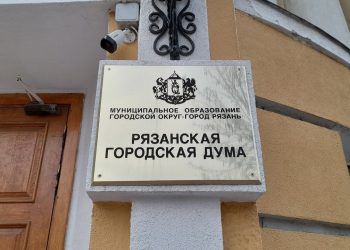 МУНИЦИПАЛЬНОЕ ОБРАЗОВАНИЕ
ГОРОДСКОЙ ОКРУГ-ГОРОД РЯЗАНЬ
РЯЗАНСКАЯ
ГОРОДСКАЯ ДУМА